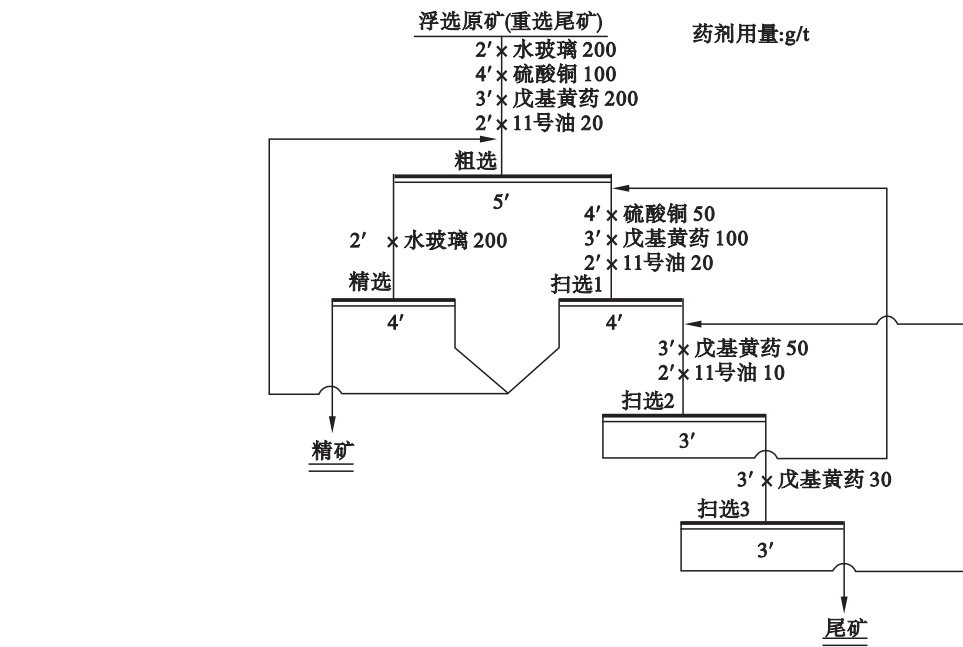 浮选原矿(重选尾矿)
药剂用量:g/t
2′ 水玻璃 200
4′ 硫酸铜 100
3′ 戊基黄药 200
2′ 11号油 20
粗选
5′
2′ 水玻璃 200
4′ 硫酸铜 50
3′ 戊基黄药 100
2′ 11号油 20
精选
扫选1
4′
4′
3′ 戊基黄药 50
2′ 11号油 10
扫选2
3′
精矿
3′ 戊基黄药 30
扫选3
3′
尾矿